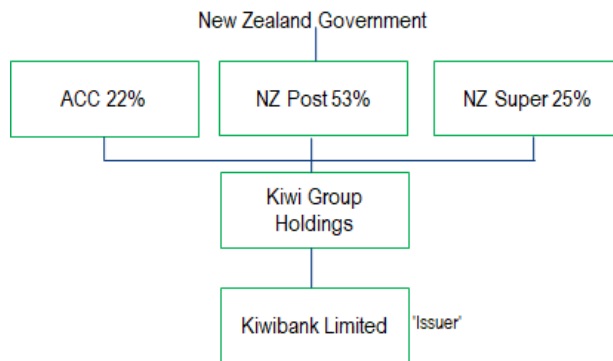 New Zealand Government
ACC 22%
NZ Post 53%
NZ Super 25%
Kiwi Group
Holdings
Kiwibank Limited
'Issuer'